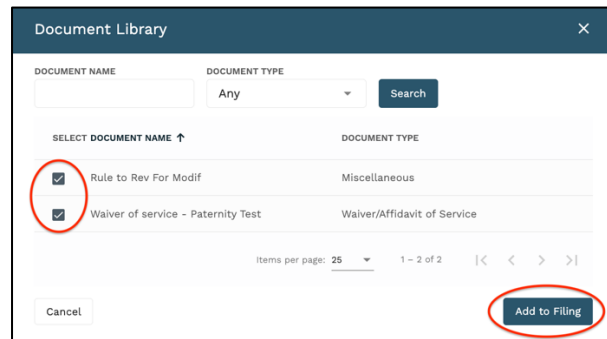 Document Library
DOCUMENT NAME DOCUMENT TYPE
Any Search
SELECT DOCUMENT NAME ↑ DOCUMENT TYPE
Rule to Rev For Modif Miscellaneous
Waiver of service - Paternity Test Waiver/Affidavit of Service
Items per page: 25 1 – 2 of 2
Cancel Add to Filing